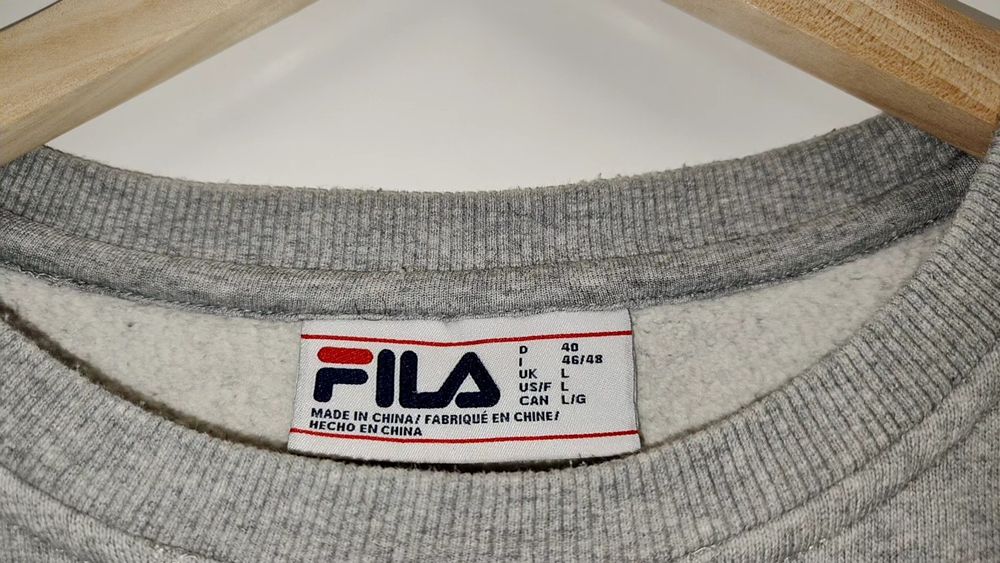 FILA
D 40
I 46/48
UK L
US/F L
CAN L/G
MADE IN CHINA/ FABRIQUÉ EN CHINE/
HECHO EN CHINA